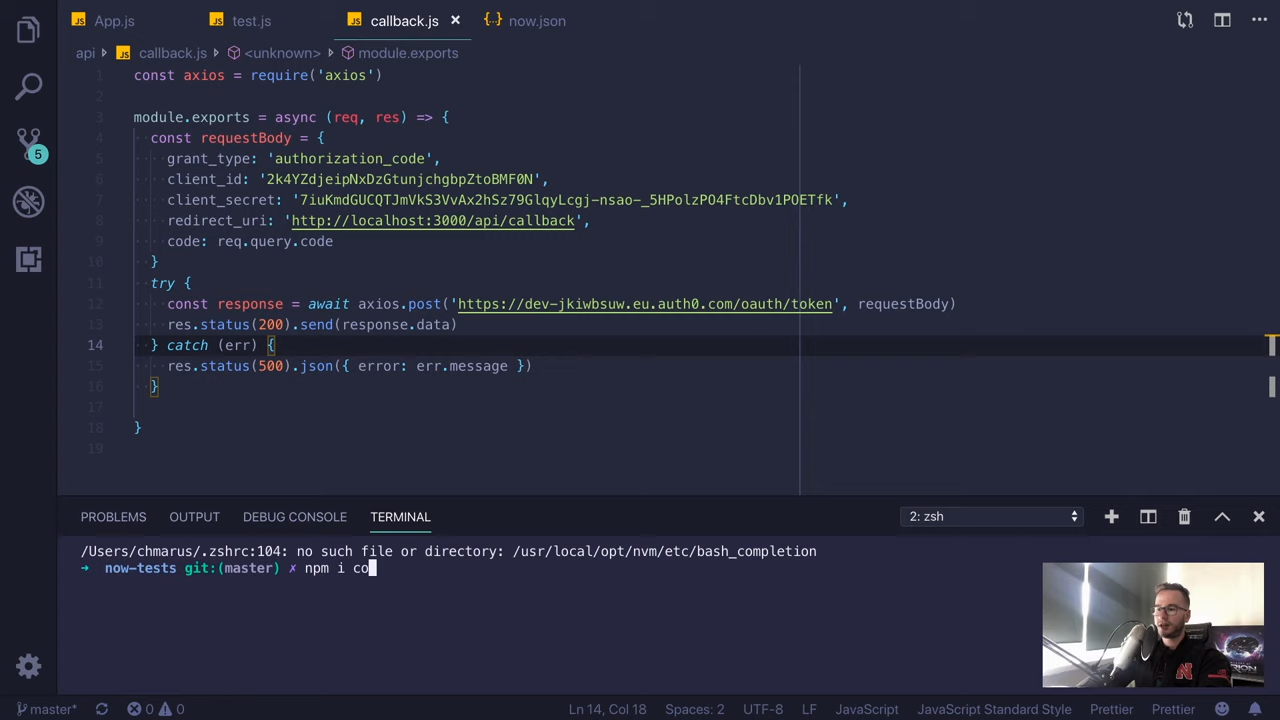 JS App.js JS test.js JS callback.js × {..} now.json ...
api JS callback.js <unknown> module.exports
1 const axios = require('axios')
2
3 module.exports = async (req, res) => {
4 const requestBody = {
5 grant_type: 'authorization_code',
6 client_id: '2k4YZdjeipNxDzGtunjchgbpZtoBMF0N',
7 client_secret: '7iuKmdGUCQTJmVkS3VvAx2hSz79GlqyLcgj-nsao-_5HPolzPO4FtcDbv1POETfk',
8 redirect_uri: 'http://localhost:3000/api/callback',
9 code: req.query.code
10 }
11 try {
12 const response = await axios.post('https://dev-jkiwbsuw.eu.auth0.com/oauth/token', requestBody)
13 res.status(200).send(response.data)
14 } catch (err) {
15 res.status(500).json({ error: err.message })
16 }
17
18 }
19
5
PROBLEMS OUTPUT DEBUG CONSOLE TERMINAL 2: zsh
/Users/chmarus/.zshrc:104: no such file or directory: /usr/local/opt/nvm/etc/bash_completion
➜ now-tests git:(master) ✗ npm i co
master* 0 0 Ln 14, Col 18 Spaces: 2 UTF-8 LF JavaScript JavaScript Standard Style Prettier Prettier